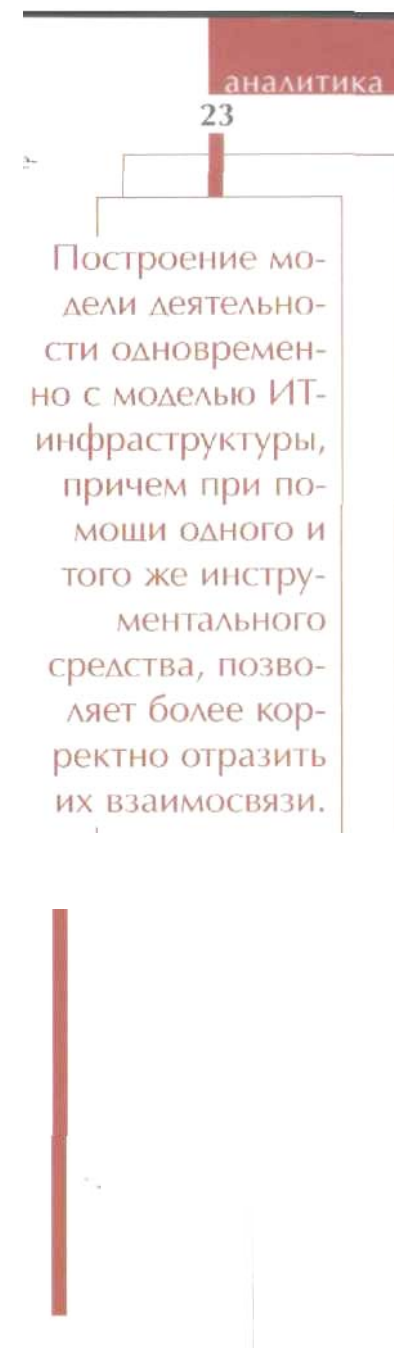 аналитика
23
Построение мо-
дели деятельно-
сти одновремен-
но с моделью ИТ-
инфраструктуры,
причем при по-
мощи одного и
того же инстру-
ментального
средства, позво-
ляет более кор-
ректно отразить
их взаимосвязи.